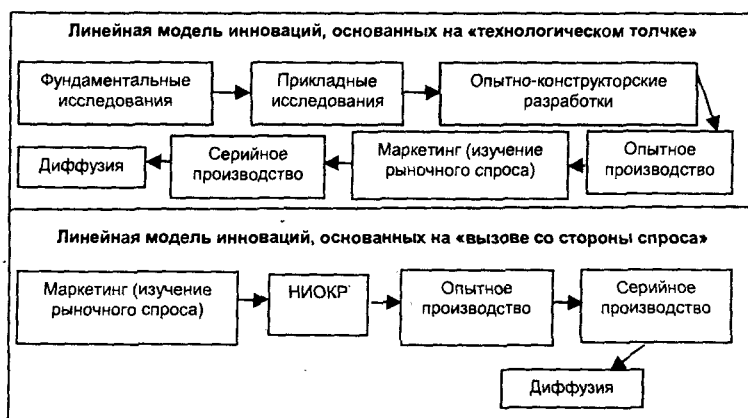 Линейная модель инноваций, основанных на «технологическом толчке»
Фундаментальные
исследования
Прикладные
исследования
Опытно-конструкторские
разработки
Опытное
производство
Маркетинг (изучение
рыночного спроса)
Серийное
производство
Диффузия
Линейная модель инноваций, основанных на «вызове со стороны спроса»
Маркетинг (изучение
рыночного спроса)
НИОКР
Опытное
производство
Серийное
производство
Диффузия